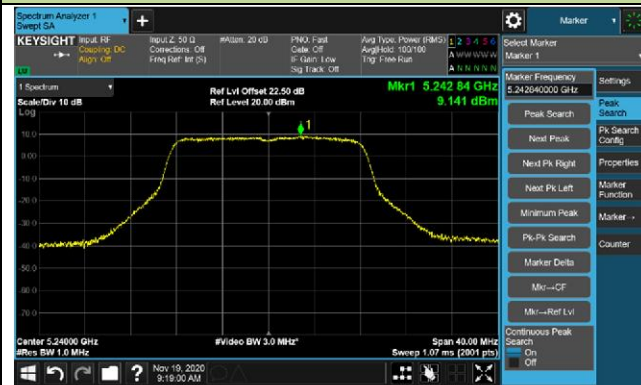 Spectrum Analyzer 1
Swept SA
+
Marker
KEYSIGHT
Input: RF
Coupling: DC
Align: Off
Input Z: 50 Ω
Corrections: Off
Freq Ref: Int (S)
#Atten: 20 dB
PNO: Fast
Gate: Off
IF Gain: Low
Sig Track: Off
Avg Type: Power (RMS)
Avg|Hold: 100/100
Trig: Free Run
1 2 3 4 5 6
A W W W W W
A N N N N N
Select Marker
Marker 1
1 Spectrum
Scale/Div 10 dB
Log
Ref Lvl Offset 22.50 dB
Ref Level 20.00 dBm
Mkr1 5.242 84 GHz
9.141 dBm
Marker Frequency
5.242840000 GHz
Peak Search
Next Peak
Next Pk Right
Next Pk Left
Minimum Peak
Pk-Pk Search
Marker Delta
Mkr→CF
Mkr→Ref Lvl
Continuous Peak
Search
On
Off
Settings
Peak
Search
Pk Search
Config
Properties
Marker
Function
Marker→
Counter
1
10.0
0.00
-10.0
-20.0
-30.0
-40.0
-50.0
-60.0
-70.0
Center 5.24000 GHz
#Res BW 1.0 MHz
#Video BW 3.0 MHz*
Span 40.00 MHz
Sweep 1.07 ms (2001 pts)
?
Nov 19, 2020
9:19:00 AM